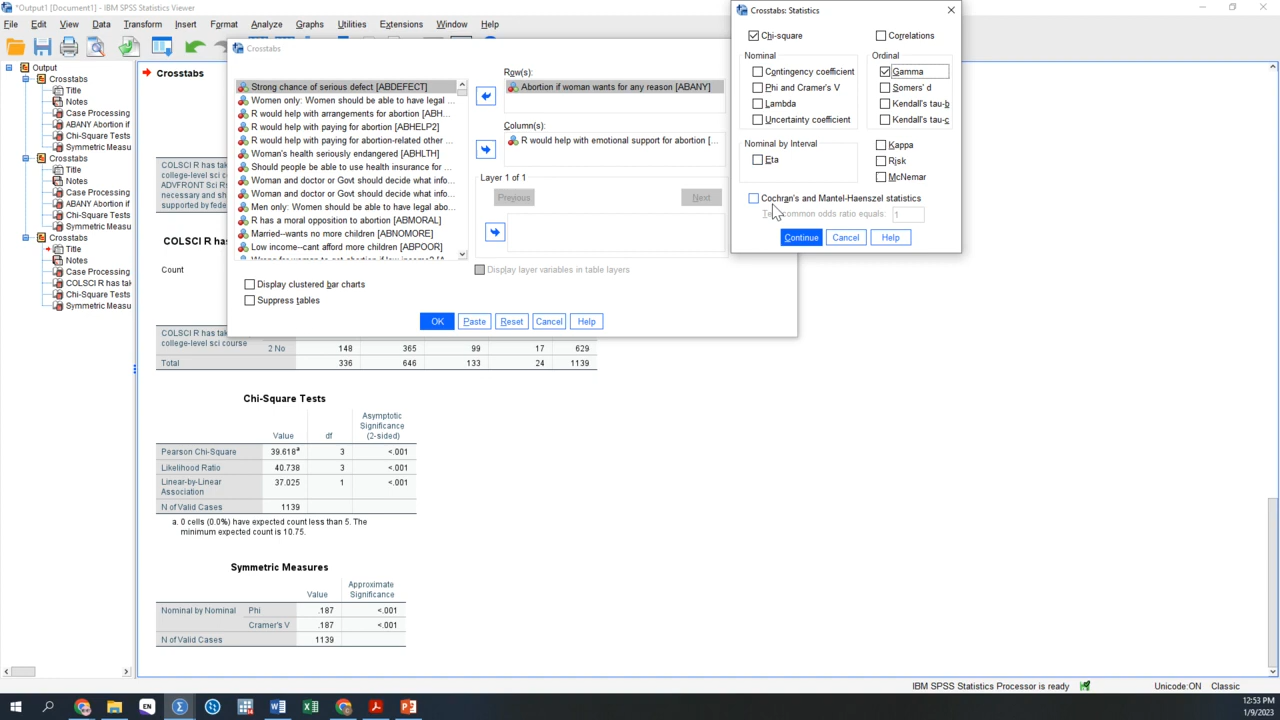 *Output1 [Document1] - IBM SPSS Statistics Viewer
File Edit View Data Transform Insert Format Analyze Graphs Utilities Extensions Window Help
Output
Crosstabs
Title
Notes
Case Processing
ABANY Abortion if
Chi-Square Tests
Symmetric Measu
Crosstabs
Title
Notes
Case Processing
ABANY Abortion if
Chi-Square Tests
Symmetric Measu
Crosstabs
Title
Notes
Case Processing
COLSCI R has tak
Chi-Square Tests
Symmetric Measu
Crosstabs
COLSCI R has tak
college-level sci c
ADVFRONT Sci Rs
necessary and sh
supported by fede
COLSCI R has
Count
COLSCI R has tak
college-level sci course
2 No 148 365 99 17 629
Total 336 646 133 24 1139
Chi-Square Tests
Value df Asymptotic Significance (2-sided)
Pearson Chi-Square 39.618a 3 <.001
Likelihood Ratio 40.738 3 <.001
Linear-by-Linear Association 37.025 1 <.001
N of Valid Cases 1139
a. 0 cells (0.0%) have expected count less than 5. The
minimum expected count is 10.75.
Symmetric Measures
Value Approximate Significance
Nominal by Nominal Phi .187 <.001
Cramer's V .187 <.001
N of Valid Cases 1139
Crosstabs
Strong chance of serious defect [ABDEFECT]
Women only: Women should be able to have legal ...
R would help with arrangements for abortion [ABH...
R would help with paying for abortion [ABHELP2]
R would help with paying for abortion-related other ...
Woman's health seriously endangered [ABHLTH]
Should people be able to use health insurance for ...
Woman and doctor or Govt should decide what info...
Woman and doctor or Govt should decide what info...
Men only: Women should be able to have legal abo...
R has a moral opposition to abortion [ABMORAL]
Married--wants no more children [ABNOMORE]
Low income--cant afford more children [ABPOOR]
Row(s):
Abortion if woman wants for any reason [ABANY]
Column(s):
R would help with emotional support for abortion [...
Layer 1 of 1
Previous Next
Display layer variables in table layers
Display clustered bar charts
Suppress tables
OK Paste Reset Cancel Help
Crosstabs: Statistics
Chi-square Correlations
Nominal Ordinal
Contingency coefficient Gamma
Phi and Cramer's V Somers' d
Lambda Kendall's tau-b
Uncertainty coefficient Kendall's tau-c
Nominal by Interval Kappa
Eta Risk
McNemar
Cochran's and Mantel-Haenszel statistics
common odds ratio equals: 1
Continue Cancel Help
IBM SPSS Statistics Processor is ready Unicode:ON Classic
EN
12:53 PM
1/9/2023